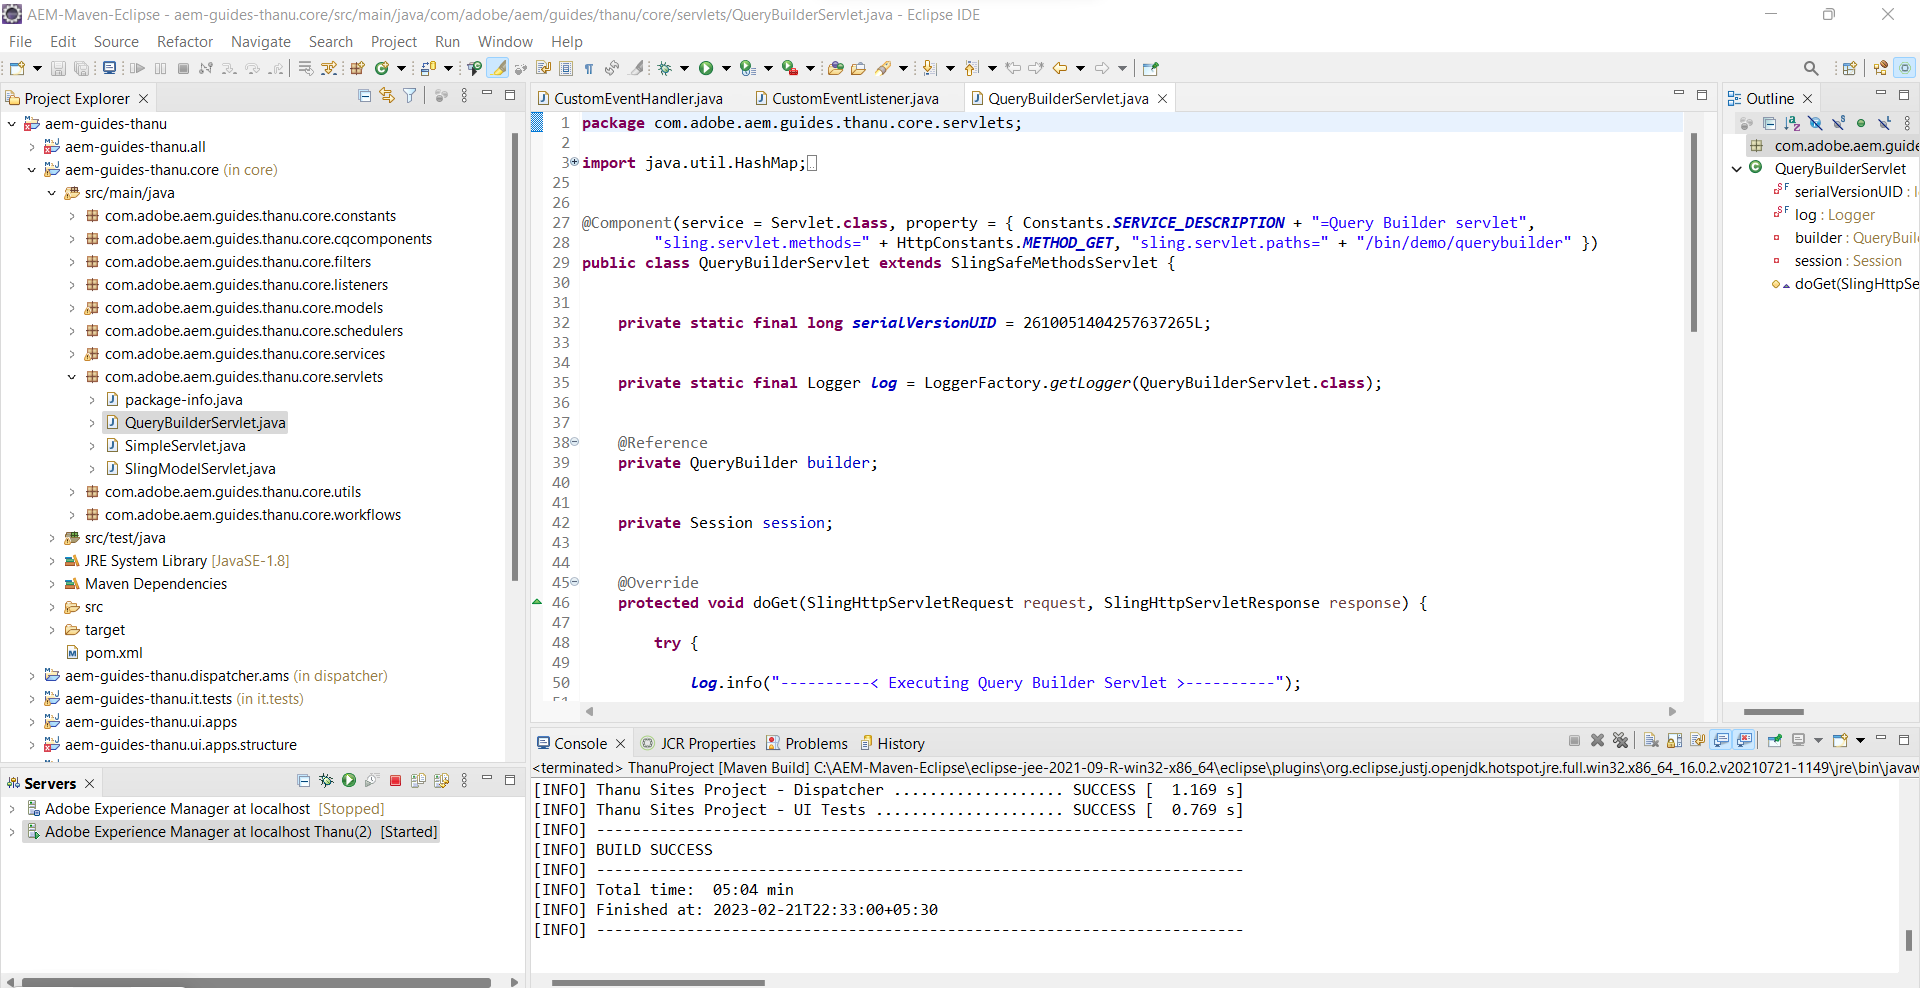 AEM-Maven-Eclipse - aem-guides-thanu.core/src/main/java/com/adobe/aem/guides/thanu/core/servlets/QueryBuilderServlet.java - Eclipse IDE
File Edit Source Refactor Navigate Search Project Run Window Help
Project Explorer
aem-guides-thanu
aem-guides-thanu.all
aem-guides-thanu.core (in core)
src/main/java
com.adobe.aem.guides.thanu.core.constants
com.adobe.aem.guides.thanu.core.cqcomponents
com.adobe.aem.guides.thanu.core.filters
com.adobe.aem.guides.thanu.core.listeners
com.adobe.aem.guides.thanu.core.models
com.adobe.aem.guides.thanu.core.schedulers
com.adobe.aem.guides.thanu.core.services
com.adobe.aem.guides.thanu.core.servlets
package-info.java
QueryBuilderServlet.java
SimpleServlet.java
SlingModelServlet.java
com.adobe.aem.guides.thanu.core.utils
com.adobe.aem.guides.thanu.core.workflows
src/test/java
JRE System Library [JavaSE-1.8]
Maven Dependencies
src
target
pom.xml
aem-guides-thanu.dispatcher.ams (in dispatcher)
aem-guides-thanu.it.tests (in it.tests)
aem-guides-thanu.ui.apps
aem-guides-thanu.ui.apps.structure
Servers
Adobe Experience Manager at localhost [Stopped]
Adobe Experience Manager at localhost Thanu(2) [Started]
CustomEventHandler.java CustomEventListener.java QueryBuilderServlet.java
1 package com.adobe.aem.guides.thanu.core.servlets;
2
3 import java.util.HashMap;
25
26
27 @Component(service = Servlet.class, property = { Constants.SERVICE_DESCRIPTION + "=Query Builder servlet",
28 "sling.servlet.methods=" + HttpConstants.METHOD_GET, "sling.servlet.paths=" + "/bin/demo/querybuilder" })
29 public class QueryBuilderServlet extends SlingSafeMethodsServlet {
30
31
32 private static final long serialVersionUID = 2610051404257637265L;
33
34
35 private static final Logger log = LoggerFactory.getLogger(QueryBuilderServlet.class);
36
37
38 @Reference
39 private QueryBuilder builder;
40
41
42 private Session session;
43
44
45 @Override
46 protected void doGet(SlingHttpServletRequest request, SlingHttpServletResponse response) {
47
48 try {
49
50 log.info("----------< Executing Query Builder Servlet >----------");
Outline
com.adobe.aem.guide
QueryBuilderServlet
serialVersionUID : l
log : Logger
builder : QueryBuil
session : Session
doGet(SlingHttpSe
Console JCR Properties Problems History
<terminated> ThanuProject [Maven Build] C:\AEM-Maven-Eclipse\eclipse-jee-2021-09-R-win32-x86_64\eclipse\plugins\org.eclipse.justj.openjdk.hotspot.jre.full.win32.x86_64_16.0.2.v20210721-1149\jre\bin\javaw
[INFO] Thanu Sites Project - Dispatcher ................... SUCCESS [  1.169 s]
[INFO] Thanu Sites Project - UI Tests ..................... SUCCESS [  0.769 s]
[INFO] ------------------------------------------------------------------------
[INFO] BUILD SUCCESS
[INFO] ------------------------------------------------------------------------
[INFO] Total time:  05:04 min
[INFO] Finished at: 2023-02-21T22:33:00+05:30
[INFO] ------------------------------------------------------------------------